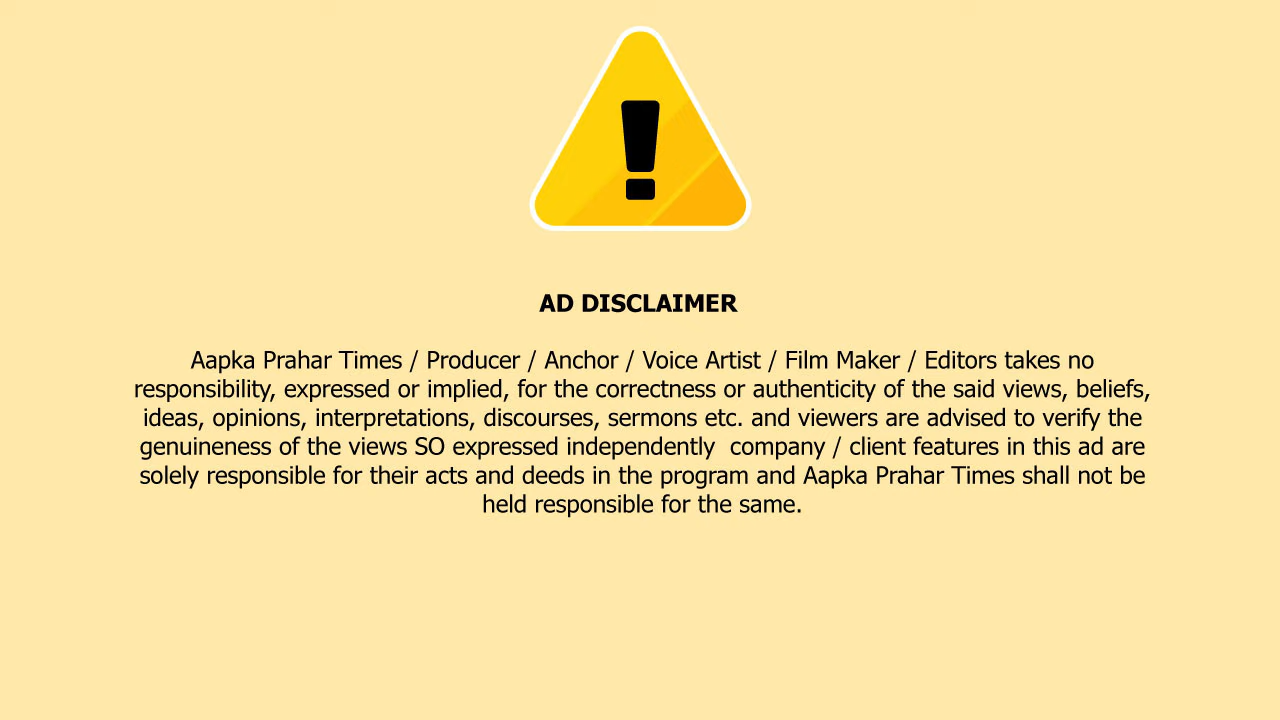 AD DISCLAIMER
Aapka Prahar Times / Producer / Anchor / Voice Artist / Film Maker / Editors takes no
responsibility, expressed or implied, for the correctness or authenticity of the said views, beliefs,
ideas, opinions, interpretations, discourses, sermons etc. and viewers are advised to verify the
genuineness of the views SO expressed independently  company / client features in this ad are
solely responsible for their acts and deeds in the program and Aapka Prahar Times shall not be
held responsible for the same.